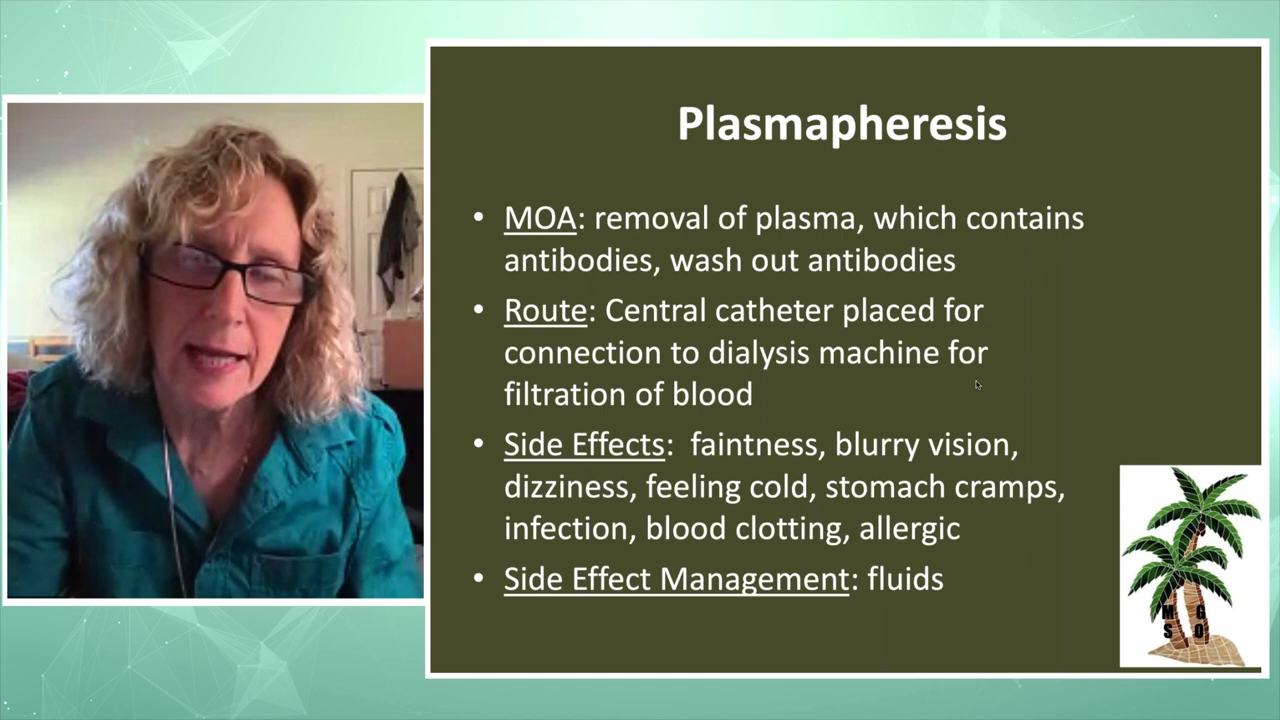 Plasmapheresis
• MOA: removal of plasma, which contains
antibodies, wash out antibodies
• Route: Central catheter placed for
connection to dialysis machine for
filtration of blood
• Side Effects:  faintness, blurry vision,
dizziness, feeling cold, stomach cramps,
infection, blood clotting, allergic
• Side Effect Management: fluids
M G
S O